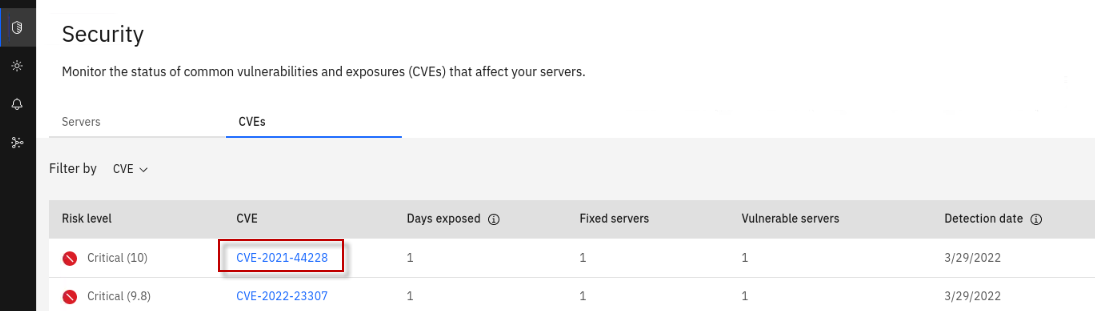 Security
Monitor the status of common vulnerabilities and exposures (CVEs) that affect your servers.
Servers CVEs
Filter by CVE
Risk level CVE Days exposed Fixed servers Vulnerable servers Detection date
Critical (10) CVE-2021-44228 1 1 1 3/29/2022
Critical (9.8) CVE-2022-23307 1 1 1 3/29/2022